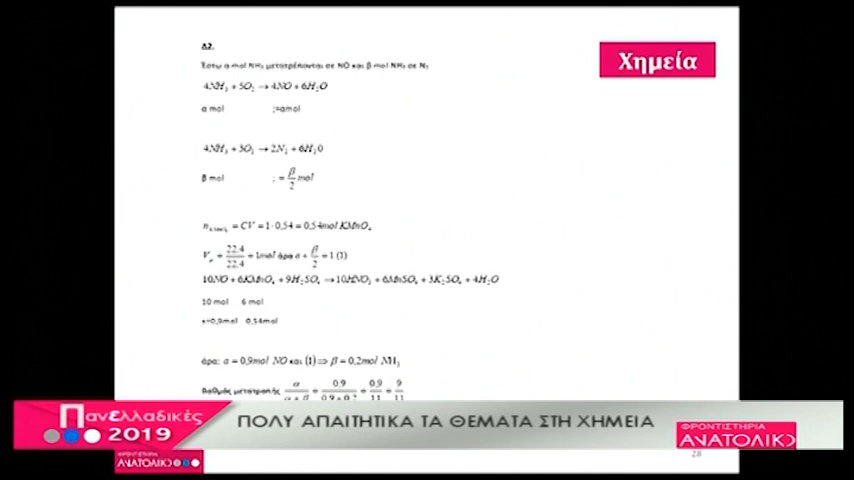 Δ2.
Χημεία
Έστω α mol NH₃ μετατρέπονται σε NO και β mol NH₃ σε N₂
4NH₃ + 5O₂ → 4NO + 6H₂O
α mol ;=αmol
4NH₃ + 3O₂ → 2N₂ + 6H₂0
β mol ; = β/2 mol
= CV = 1·0,54 = 0,54mol KMnO₄
22,4/22,4 = 1mol άρα α + β/2 = 1 (1)
10NO + 6KMnO₄ + 9H₂SO₄ → 10HNO₃ + 6MnSO₄ + 3K₂SO₄ + 4H₂O
10 mol 6 mol
x=0,9mol 0,54mol
άρα: α = 0,9mol NO και (1) ⇒ β = 0,2mol NH₃
Βαθμός μετατροπής α/α + β = 0,9/0,9 + 0,2 = 0,9/11 = 9/11
Πανελλαδικές
2019
ΠΟΛΥ ΑΠΑΙΤΗΤΙΚΑ ΤΑ ΘΕΜΑΤΑ ΣΤΗ ΧΗΜΕΙΑ
ΦΡΟΝΤΙΣΤΗΡΙΑ
ΑΝΑΤΟΛΙΚΟ
28
ΦΡΟΝΤΙΣΤΗΡΙΑ
ΑΝΑΤΟΛΙΚΟ